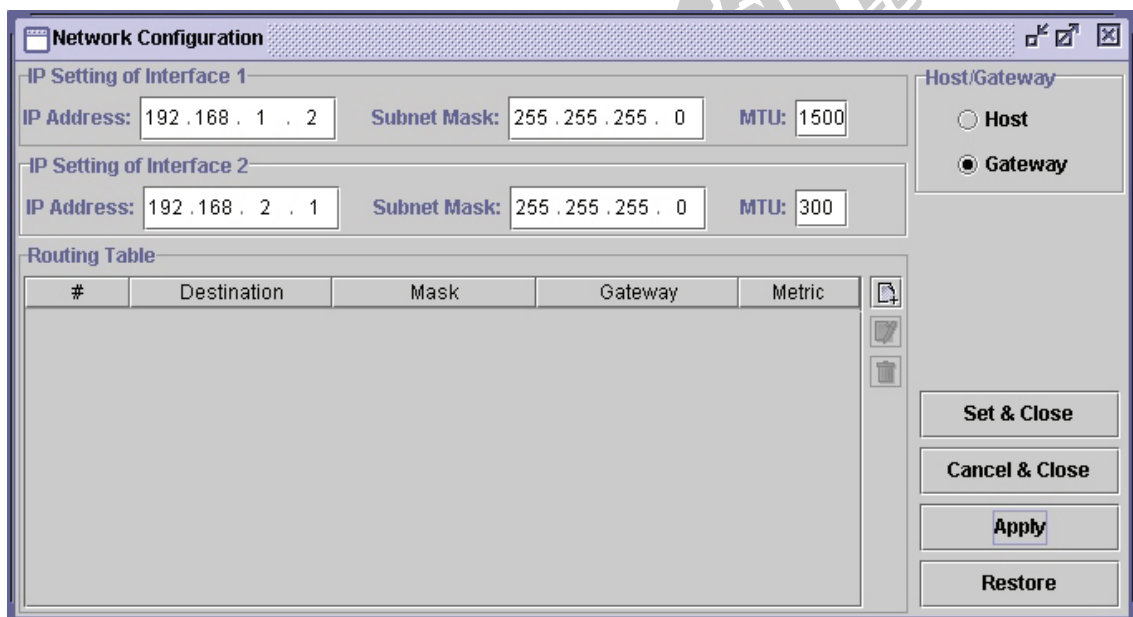 Network Configuration
IP Setting of Interface 1
IP Address: 192.168. 1 . 2 Subnet Mask: 255.255.255. 0 MTU: 1500
IP Setting of Interface 2
IP Address: 192.168. 2 . 1 Subnet Mask: 255.255.255. 0 MTU: 300
Routing Table
# Destination Mask Gateway Metric
Host/Gateway
Host
Gateway
Set & Close
Cancel & Close
Apply
Restore